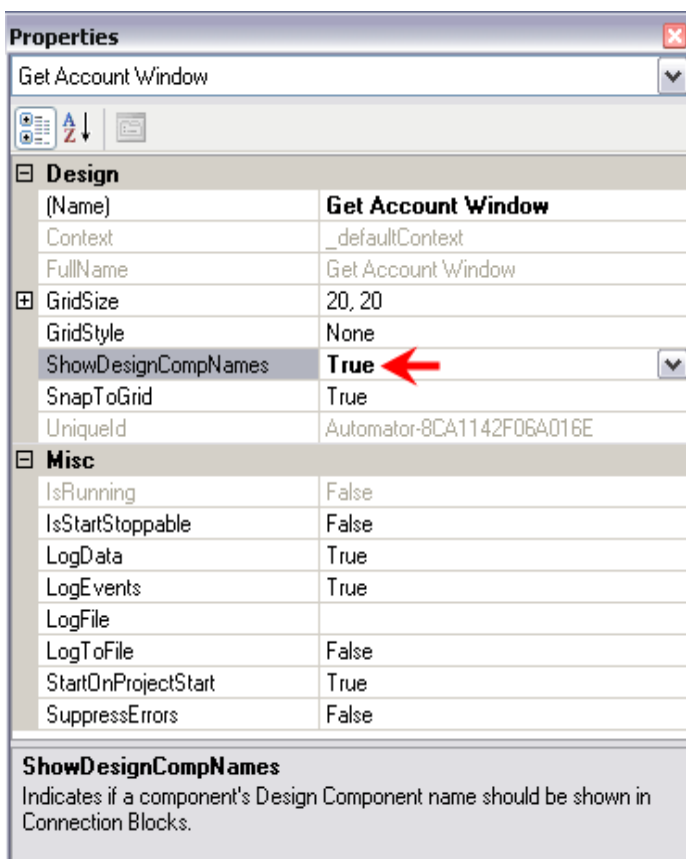 Properties
Get Account Window
Design
(Name) Get Account Window
Context _defaultContext
FullName Get Account Window
GridSize 20, 20
GridStyle None
ShowDesignCompNames True
SnapToGrid True
UniqueId Automator-8CA1142F06A016E
Misc
IsRunning False
IsStartStoppable False
LogData True
LogEvents True
LogFile
LogToFile False
StartOnProjectStart True
SuppressErrors False
ShowDesignCompNames
Indicates if a component's Design Component name should be shown in
Connection Blocks.